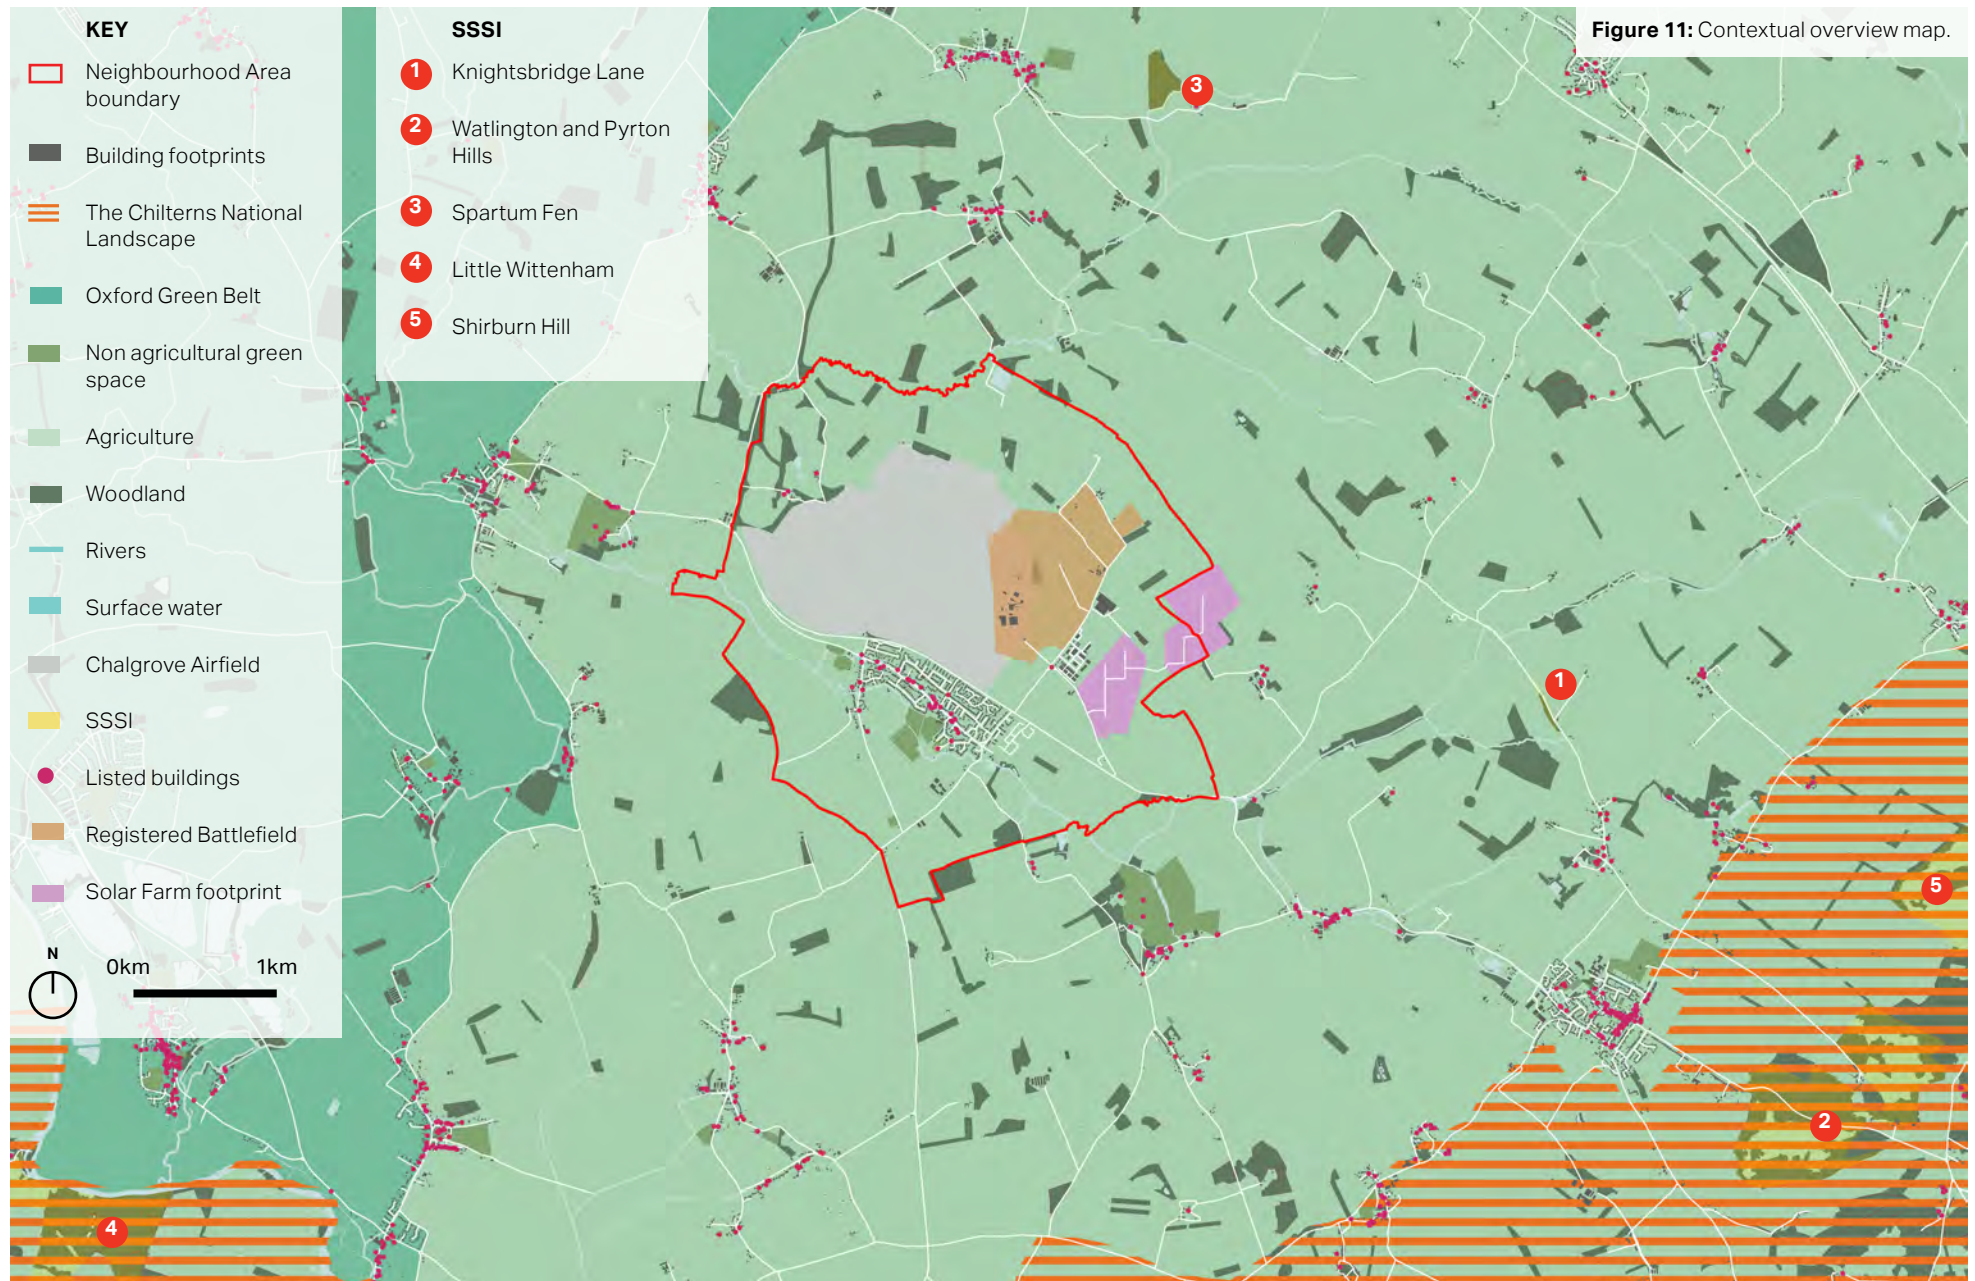 KEY
Neighbourhood Area
boundary
Building footprints
The Chilterns National
Landscape
Oxford Green Belt
Non agricultural green
space
Agriculture
Woodland
Rivers
Surface water
Chalgrove Airfield
SSSI
Listed buildings
Registered Battlefield
Solar Farm footprint
N
0km 1km
SSSI
1 Knightsbridge Lane
2 Watlington and Pyrton
Hills
3 Spartum Fen
4 Little Wittenham
5 Shirburn Hill
Figure 11: Contextual overview map.
3
1
5
2
4